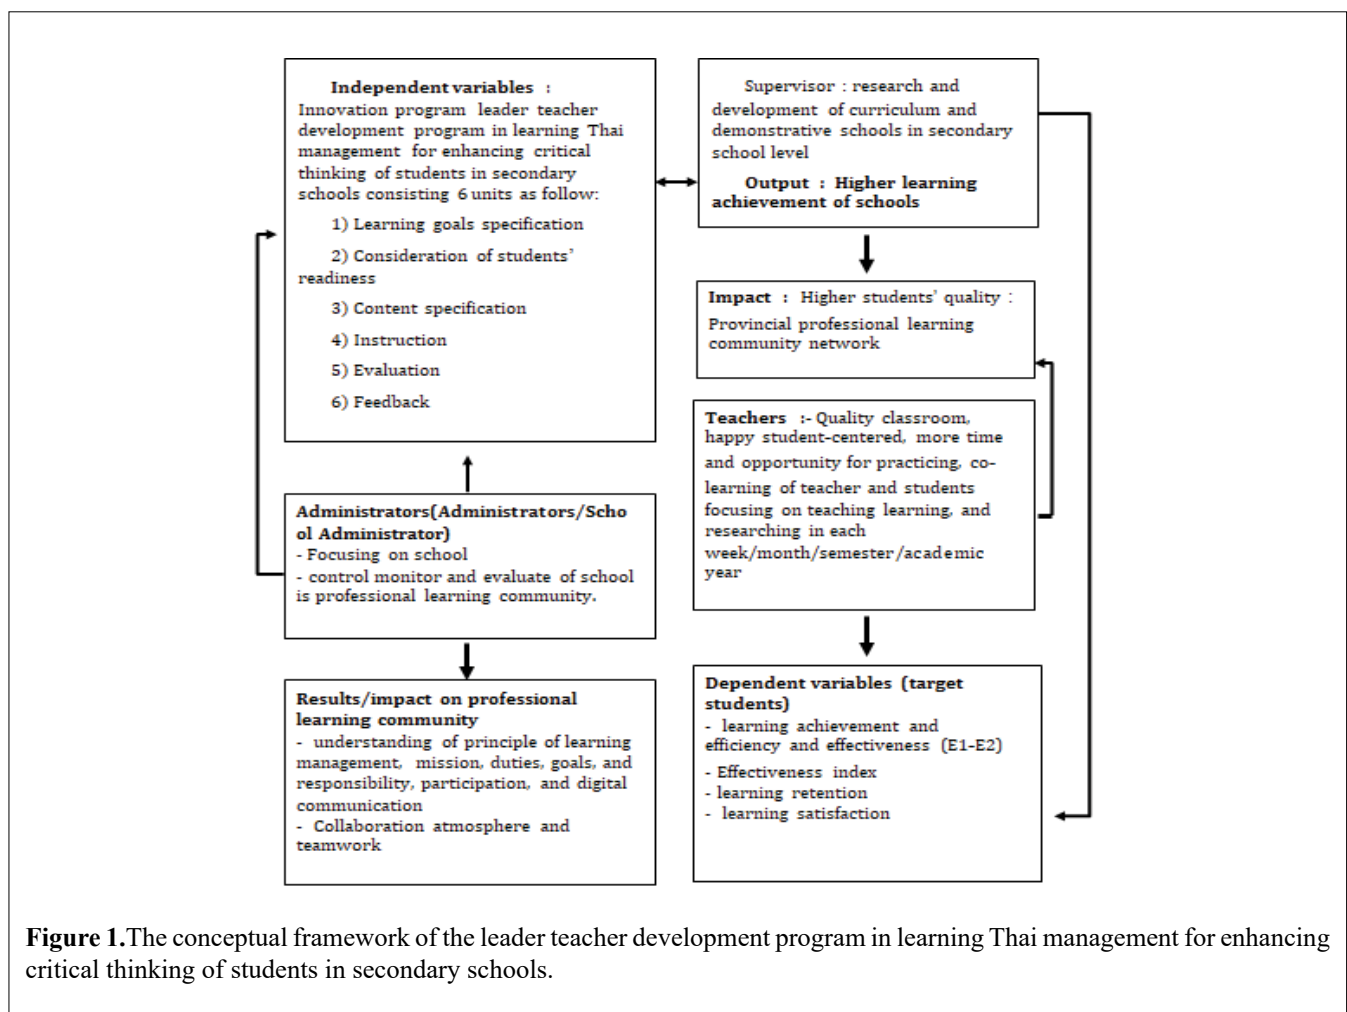 Independent variables :
Innovation program leader teacher
development program in learning Thai
management for enhancing critical
thinking of students in secondary
schools consisting 6 units as follow:
1) Learning goals specification
2) Consideration of students’
readiness
3) Content specification
4) Instruction
5) Evaluation
6) Feedback
Administrators(Administrators/Scho
ol Administrator)
- Focusing on school
- control monitor and evaluate of school
is professional learning community.
Results/impact on professional
learning community
- understanding of principle of learning
management, mission, duties, goals, and
responsibility, participation, and digital
communication
- Collaboration atmosphere and
teamwork
Supervisor : research and
development of curriculum and
demonstrative schools in secondary
school level
Output : Higher learning
achievement of schools
Impact : Higher students’ quality :
Provincial professional learning
community network
Teachers :- Quality classroom,
happy student-centered, more time
and opportunity for practicing, co-
learning of teacher and students
focusing on teaching learning, and
researching in each
week/month/semester/academic
year
Dependent variables (target
students)
- learning achievement and
efficiency and effectiveness (E1-E2)
- Effectiveness index
- learning retention
- learning satisfaction
Figure 1.The conceptual framework of the leader teacher development program in learning Thai management for enhancing
critical thinking of students in secondary schools.